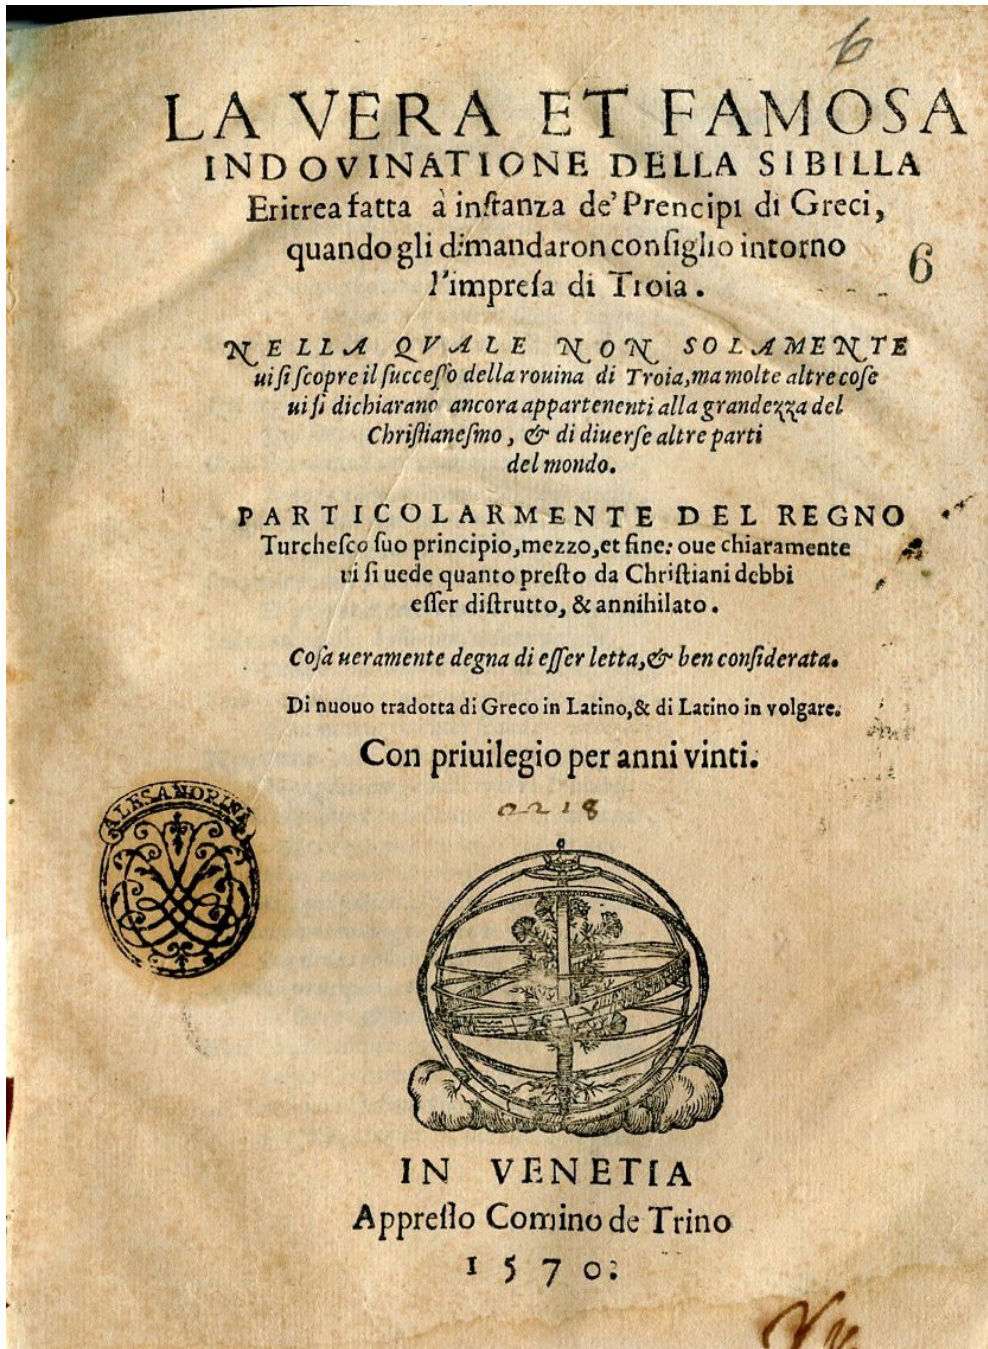 6
LA VERA ET FAMOSA
INDOVINATIONE DELLA SIBILLA
Eritrea fatta à inſtanza de' Prencipi di Greci,
quando gli dimandaron conſiglio intorno
l'impreſa di Troia.
6
NELLA QVALE NON SOLAMENTE
ui ſi ſcopre il ſucceſſo della rouina di Troia, ma molte altre coſe
ui ſi dichiarano ancora appartenenti alla grandezza del
Chriſtianeſmo, & di diuerſe altre parti
del mondo.
PARTICOLARMENTE DEL REGNO
Turcheſco ſuo principio, mezzo, et fine: oue chiaramente
vi ſi uede quanto preſto da Chriſtiani debbi
eſſer diſtrutto, & annihilato.
Coſa ueramente degna di eſſer letta, & ben conſiderata.
Di nuouo tradotta di Greco in Latino, & di Latino in volgare.
Con priuilegio per anni vinti.
ALESANDRINA
IN VENETIA
Appreſſo Comino de Trino
1570.